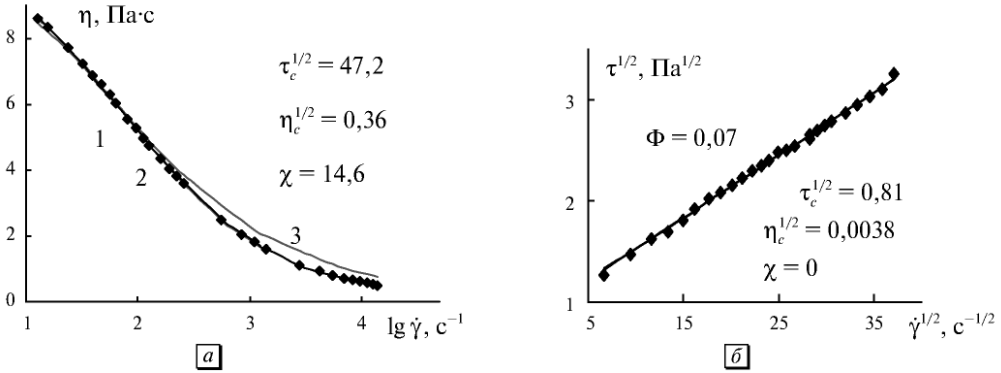 η, Па·с
8
6
4
2
0
τ_c^{1/2} = 47,2
η_c^{1/2} = 0,36
χ = 14,6
1
2
3
1 2 3 4 lg γ̇, с⁻¹
а
τ^{1/2}, Па^{1/2}
3
2
1
Φ = 0,07
τ_c^{1/2} = 0,81
η_c^{1/2} = 0,0038
χ = 0
5 15 25 35 γ̇^{1/2}, с^{−1/2}
б